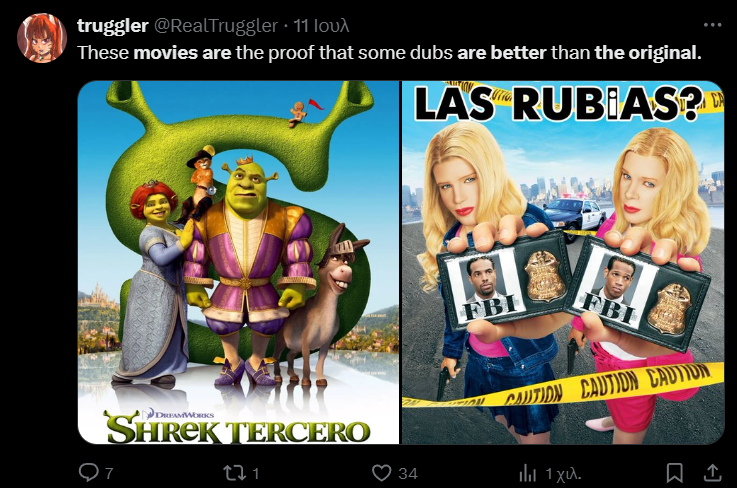 truggler @RealTruggler · 11 Ιουλ
These movies are the proof that some dubs are better than the original.
DREAMWORKS
SHREK TERCERO
LAS RUBiAS?
FBI
FBI
CAUTION CAUTION CAUTION
7
1
34
1 χιλ.